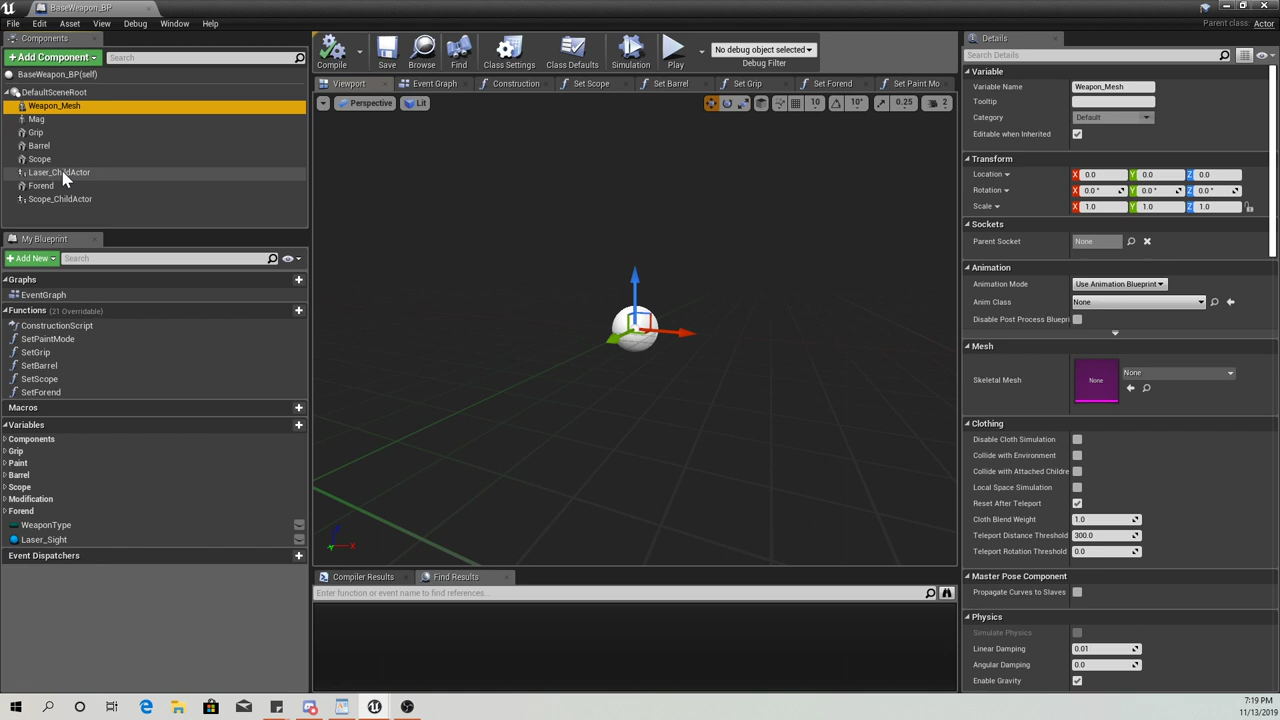 BaseWeapon_BP
File Edit Asset View Debug Window Help
Parent class: Actor
Components
Add Component
Search
BaseWeapon_BP(self)
DefaultSceneRoot
Weapon_Mesh
Mag
Grip
Barrel
Scope
Laser_ChildActor
Forend
Scope_ChildActor
My Blueprint
Add New
Search
Graphs
EventGraph
Functions (21 Overridable)
ConstructionScript
SetPaintMode
SetGrip
SetBarrel
SetScope
SetForend
Macros
Variables
Components
Grip
Paint
Barrel
Scope
Modification
Forend
WeaponType
Laser_Sight
Event Dispatchers
Compile Save Browse Find Class Settings Class Defaults Simulation Play
No debug object selected
Debug Filter
Viewport Event Graph Construction Set Scope Set Barrel Set Grip Set Forend Set Paint Mo
Perspective Lit
10 10° 0.25 2
Z
X
Y
Compiler Results Find Results
Enter function or event name to find references...
Details
Search Details
Variable
Variable Name Weapon_Mesh
Tooltip
Category Default
Editable when Inherited
Transform
Location X 0.0 Y 0.0 Z 0.0
Rotation X 0.0 ° Y 0.0 ° Z 0.0 °
Scale X 1.0 Y 1.0 Z 1.0
Sockets
Parent Socket None
Animation
Animation Mode Use Animation Blueprint
Anim Class None
Disable Post Process Bluepri
Mesh
Skeletal Mesh None None
Clothing
Disable Cloth Simulation
Collide with Environment
Collide with Attached Childre
Local Space Simulation
Reset After Teleport
Cloth Blend Weight 1.0
Teleport Distance Threshold 300.0
Teleport Rotation Threshold 0.0
Master Pose Component
Propagate Curves to Slaves
Physics
Simulate Physics
Linear Damping 0.01
Angular Damping 0.0
Enable Gravity
7:19 PM
11/13/2019